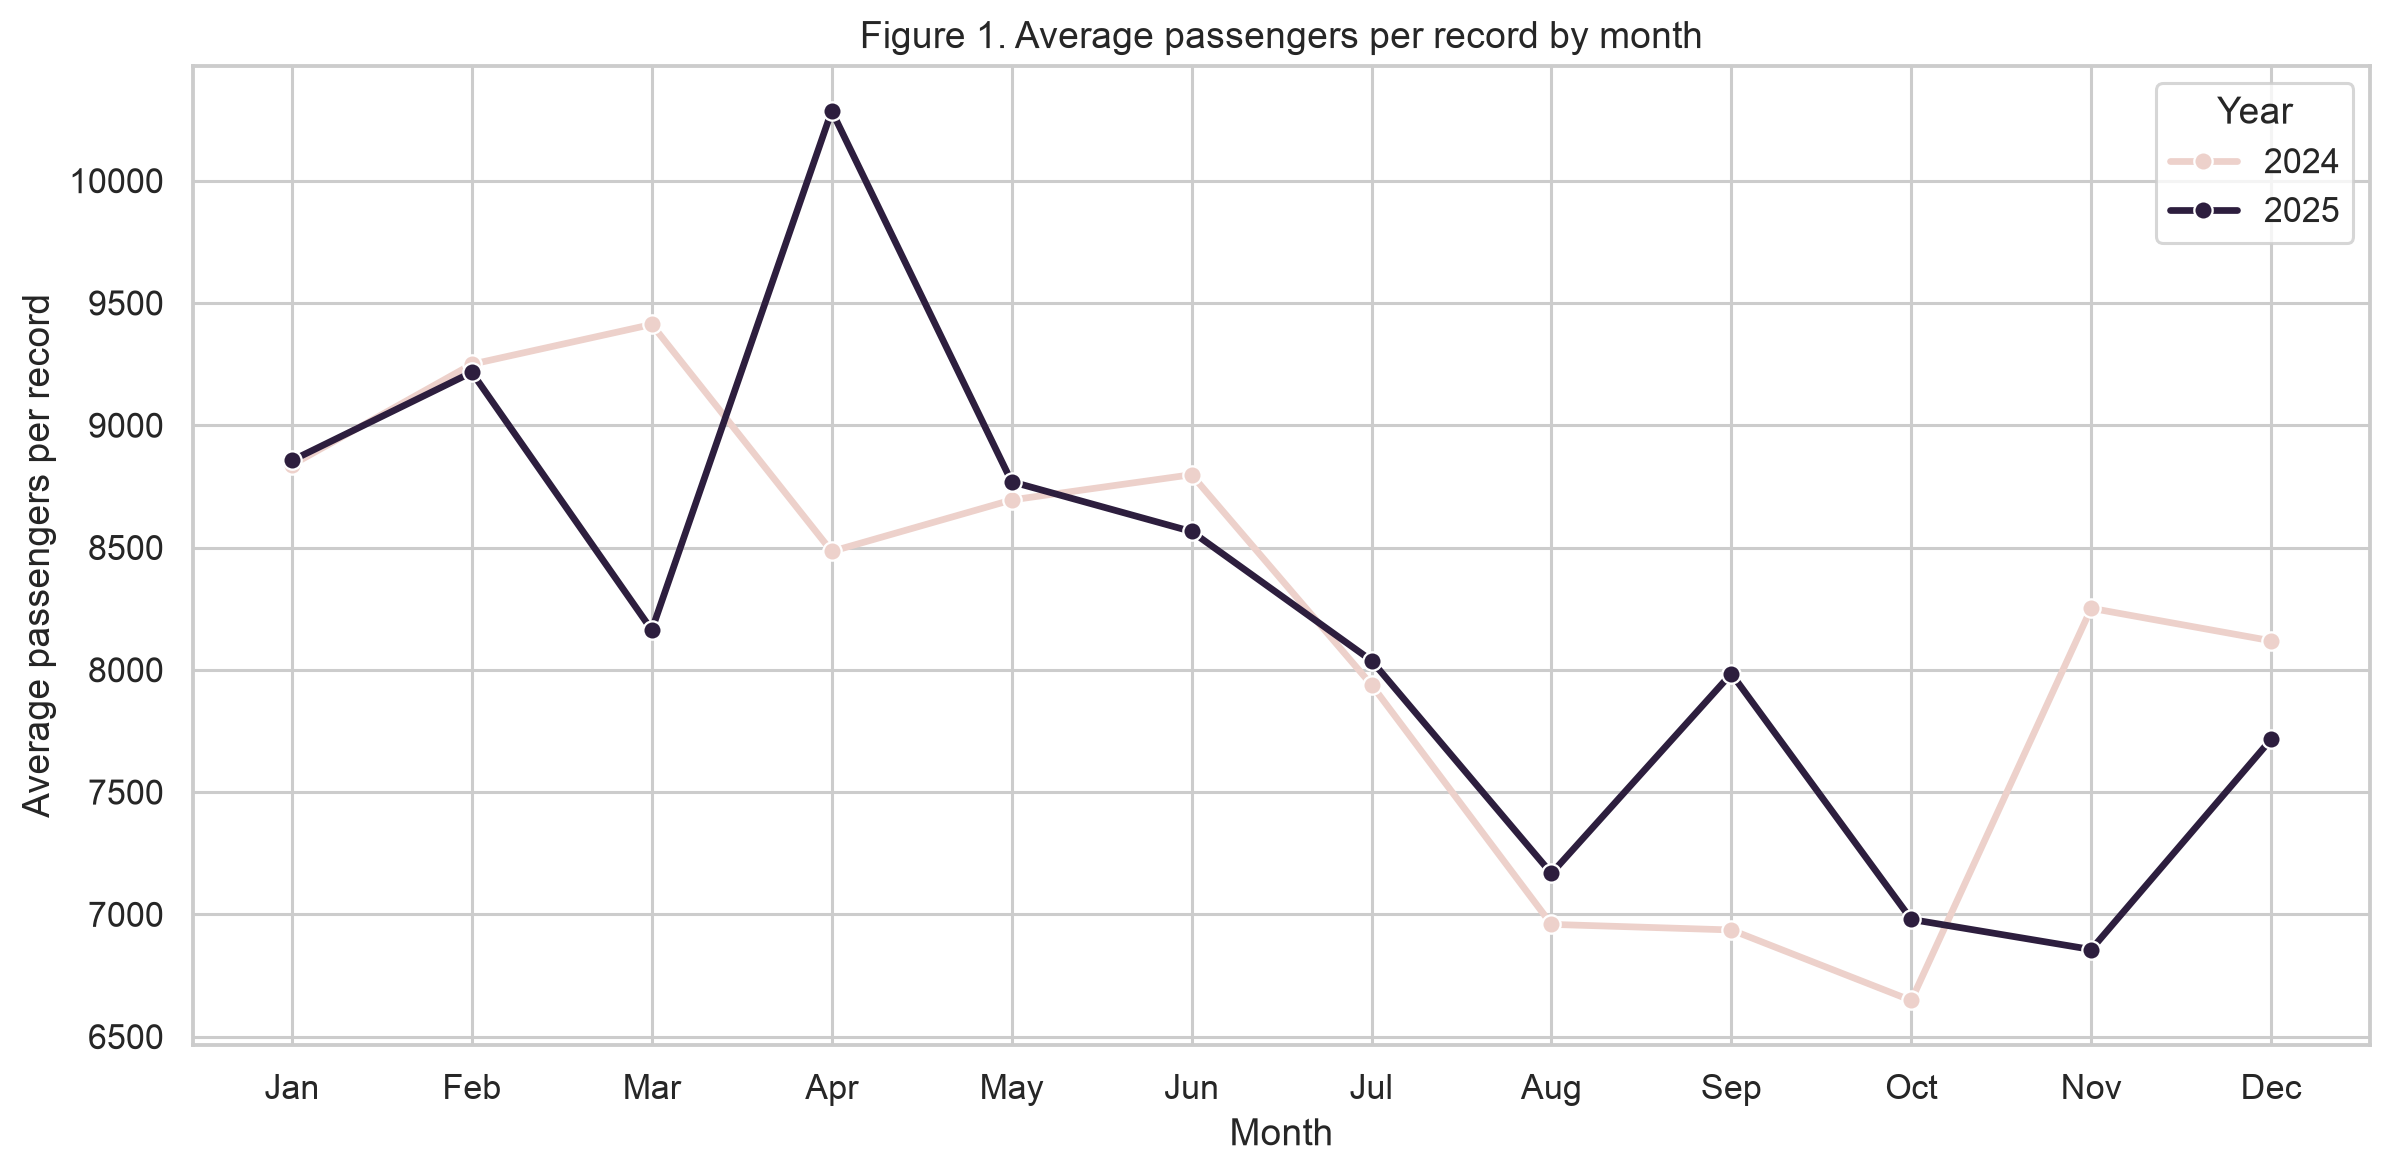 Figure 1. Average passengers per record by month
Year
2024
2025
Average passengers per record
10000
9500
9000
8500
8000
7500
7000
6500
Jan Feb Mar Apr May Jun Jul Aug Sep Oct Nov Dec
Month